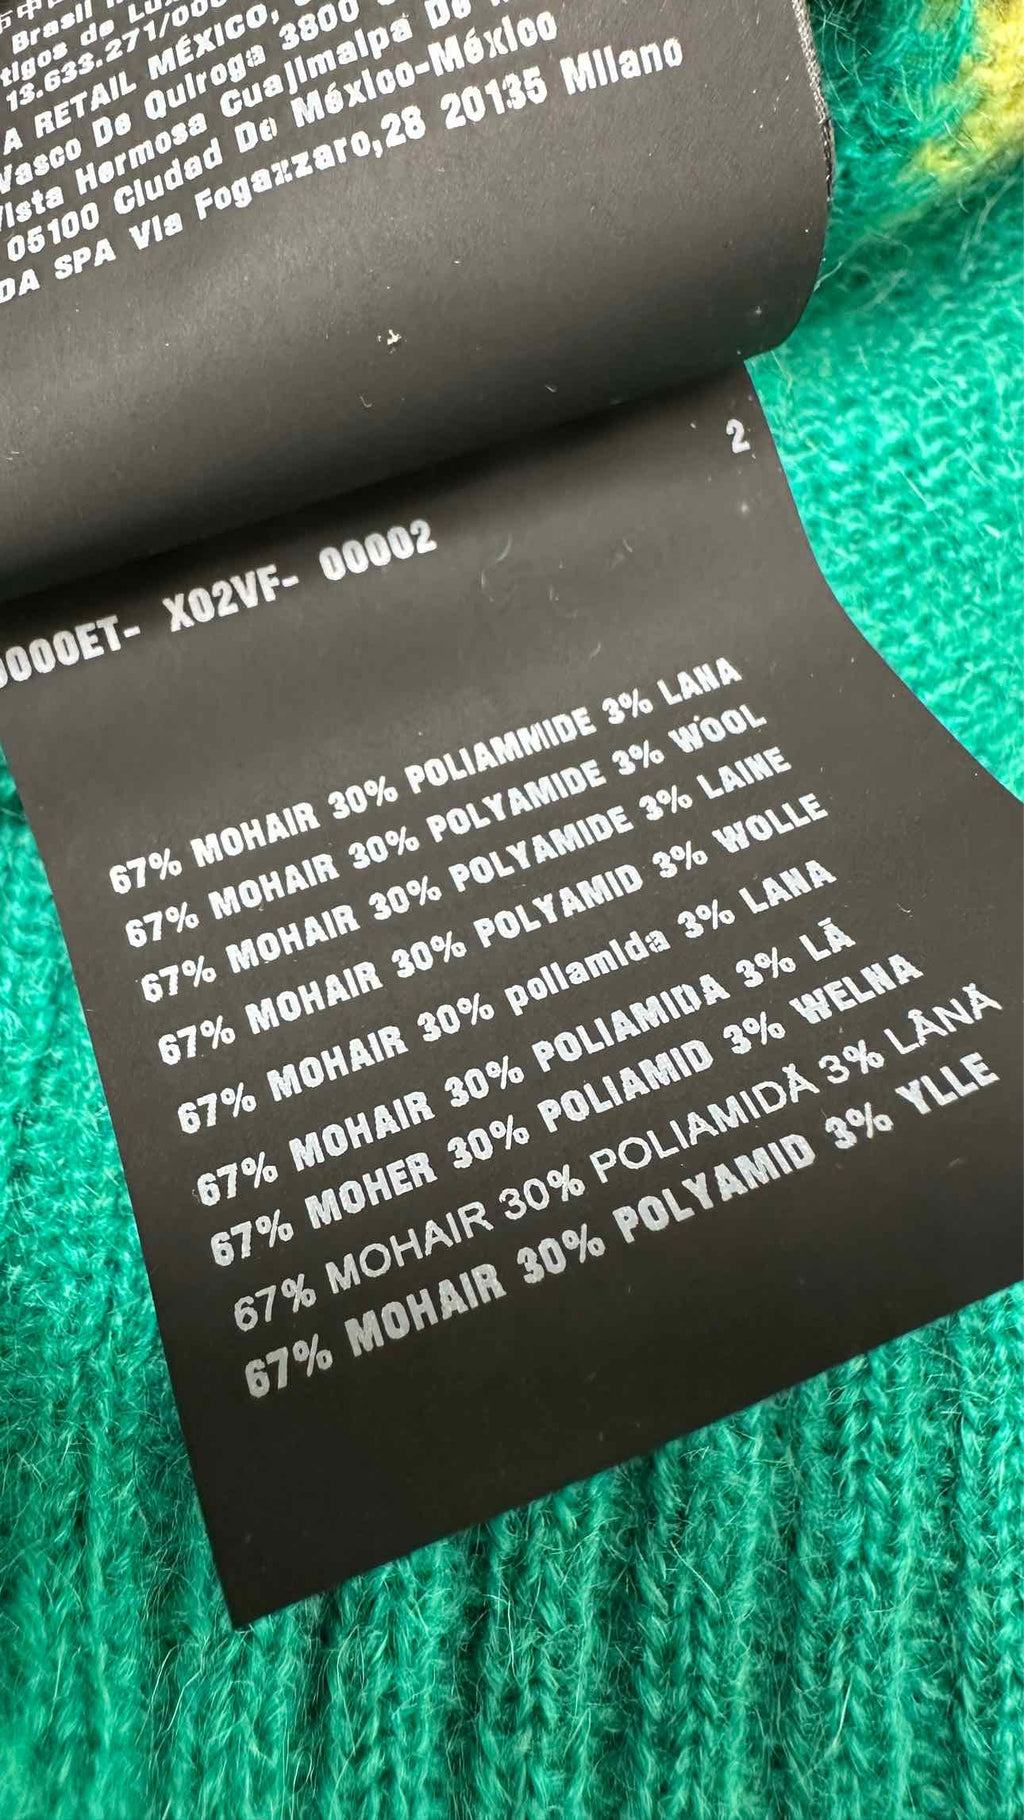 Brasil
tigos de Lu
13.633.271/000
A RETAIL MÉXICO,
Vasco De Quiroga 3800
Vista Hermosa Cuajimalpa De
05100 Ciudad De México-México
DA SPA Via Fogazzaro,28 20135 Milano
2
0000ET- X02VF- 00002
67% MOHAIR 30% POLIAMMIDE 3% LANA
67% MOHAIR 30% POLYAMIDE 3% WOOL
67% MOHAIR 30% POLYAMIDE 3% LAINE
67% MOHAIR 30% POLYAMID 3% WOLLE
67% MOHAIR 30% poliamida 3% LANA
67% MOHAIR 30% POLIAMIDA 3% LÃ
67% MOHER 30% POLIAMID 3% WELNA
67% MOHAIR 30% POLIAMIDĂ 3% LÂNĂ
67% MOHAIR 30% POLYAMID 3% YLLE